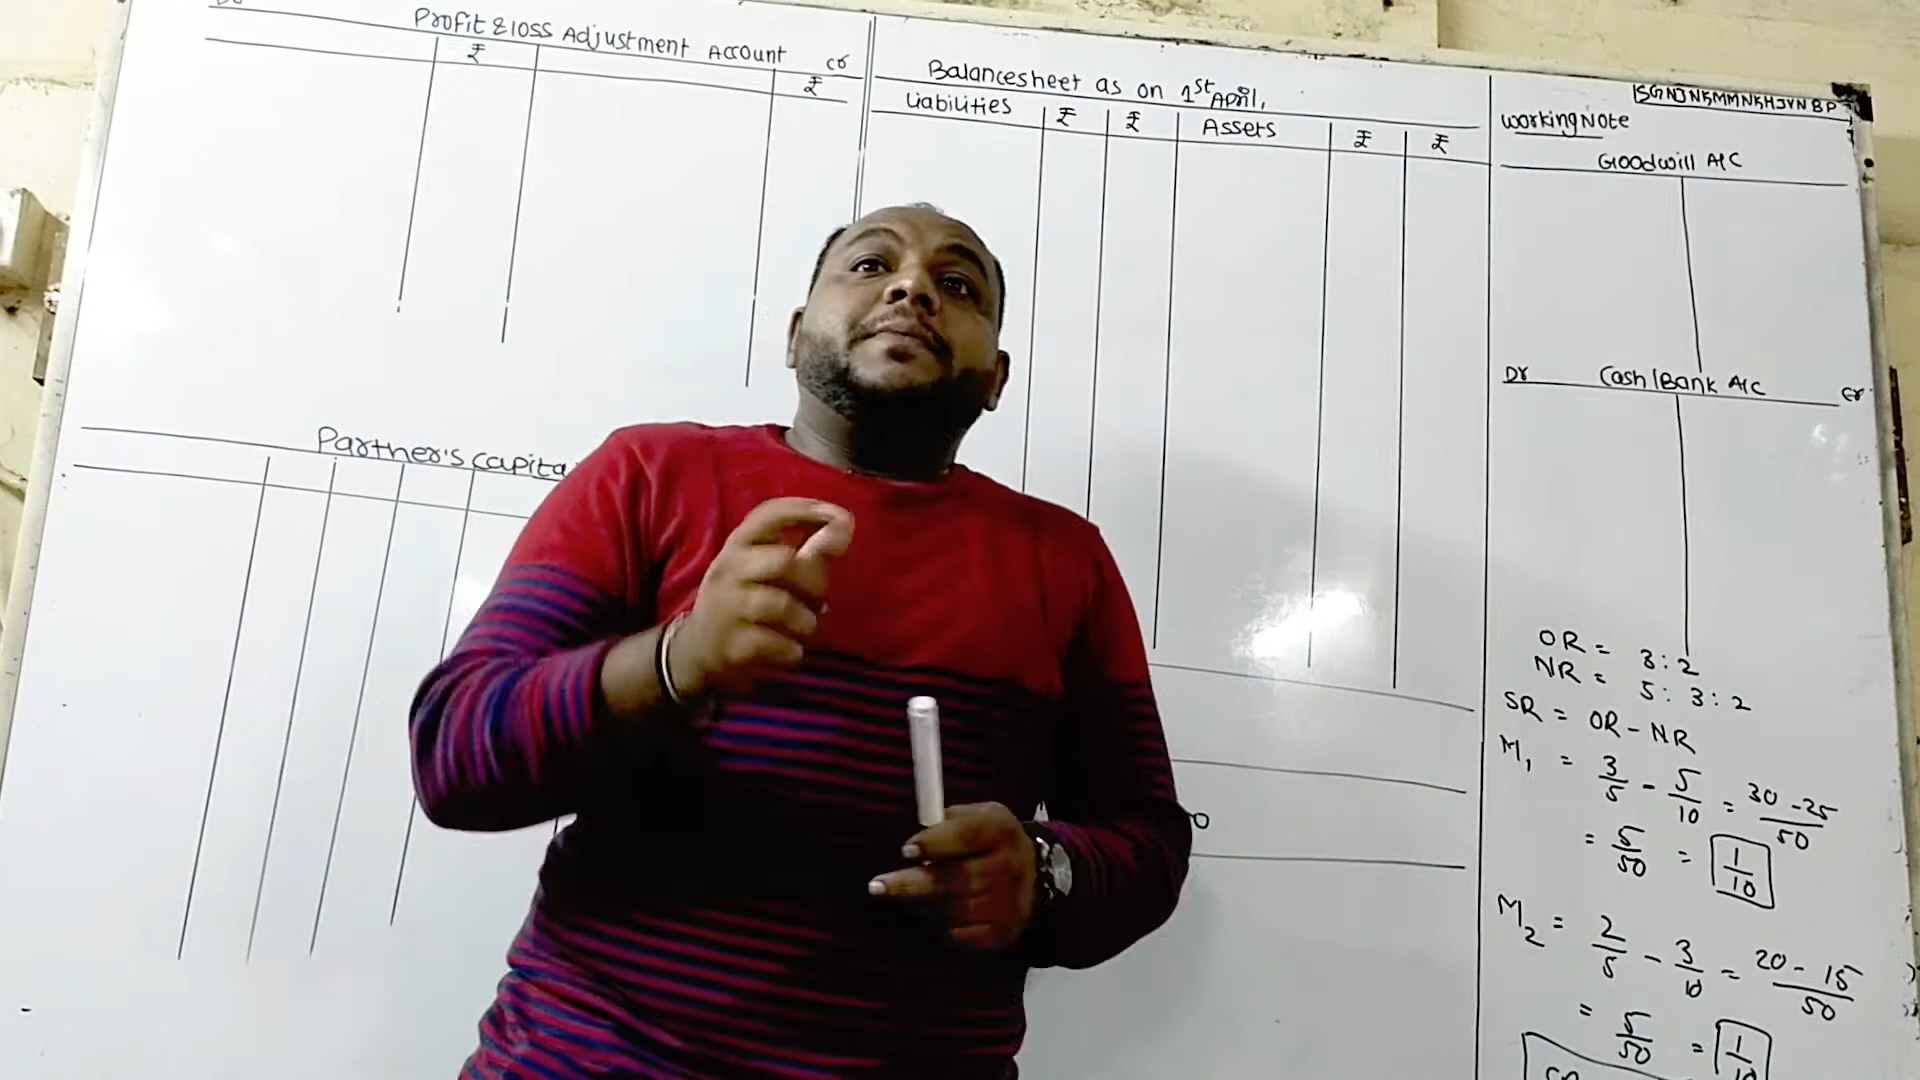 Profit & loss Adjustment Account
cr
₹
₹
Partner's capita
Balancesheet as on 1st April,
Liabilities ₹ ₹ Assets ₹ ₹
SGNJNKMMNKHJVNBP
Working Note
Goodwill A/C
Dr Cash/Bank A/C cr
OR = 3:2
NR = 5:3:2
SR = OR - NR
M1 = 3/5 - 5/10 = 30-25/50
= 5/50 = 1/10
M2 = 2/5 - 3/10 = 20-15/50
= 5/50 = 1/10